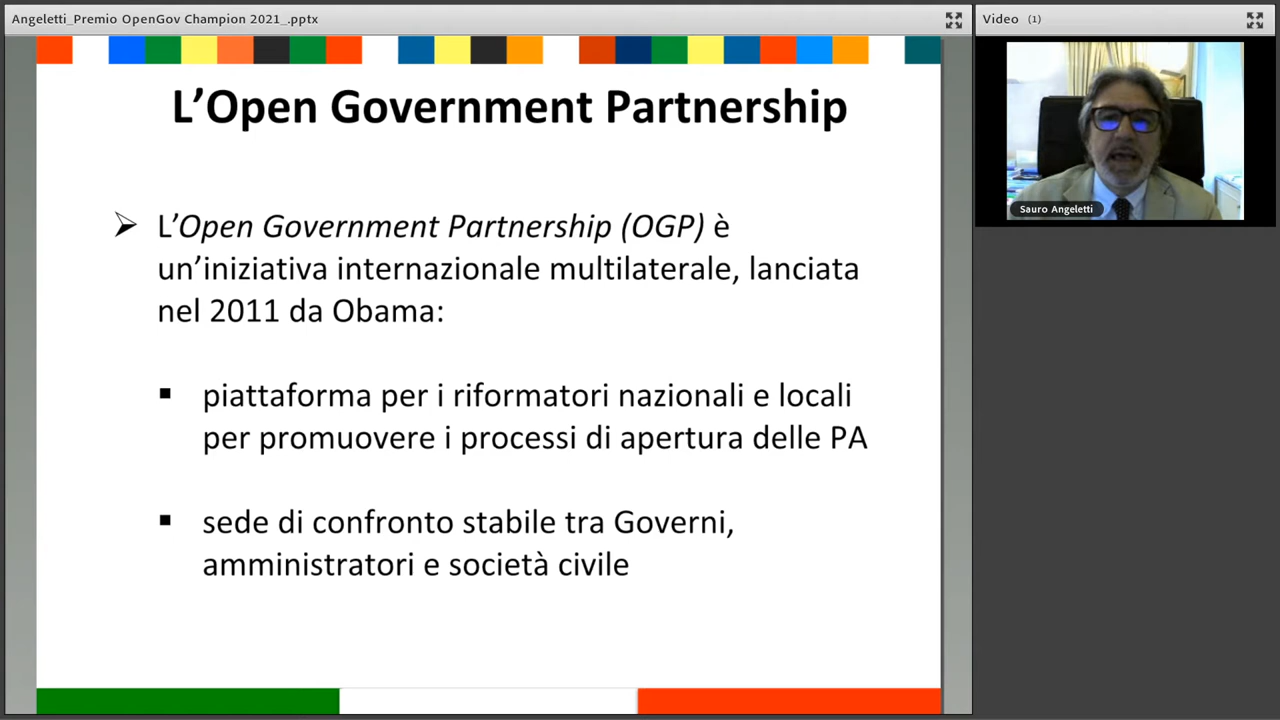 Angeletti_Premio OpenGov Champion 2021_.pptx
Video (1)
Sauro Angeletti
L’Open Government Partnership
L’Open Government Partnership (OGP) è
un’iniziativa internazionale multilaterale, lanciata
nel 2011 da Obama:
piattaforma per i riformatori nazionali e locali
per promuovere i processi di apertura delle PA
sede di confronto stabile tra Governi,
amministratori e società civile